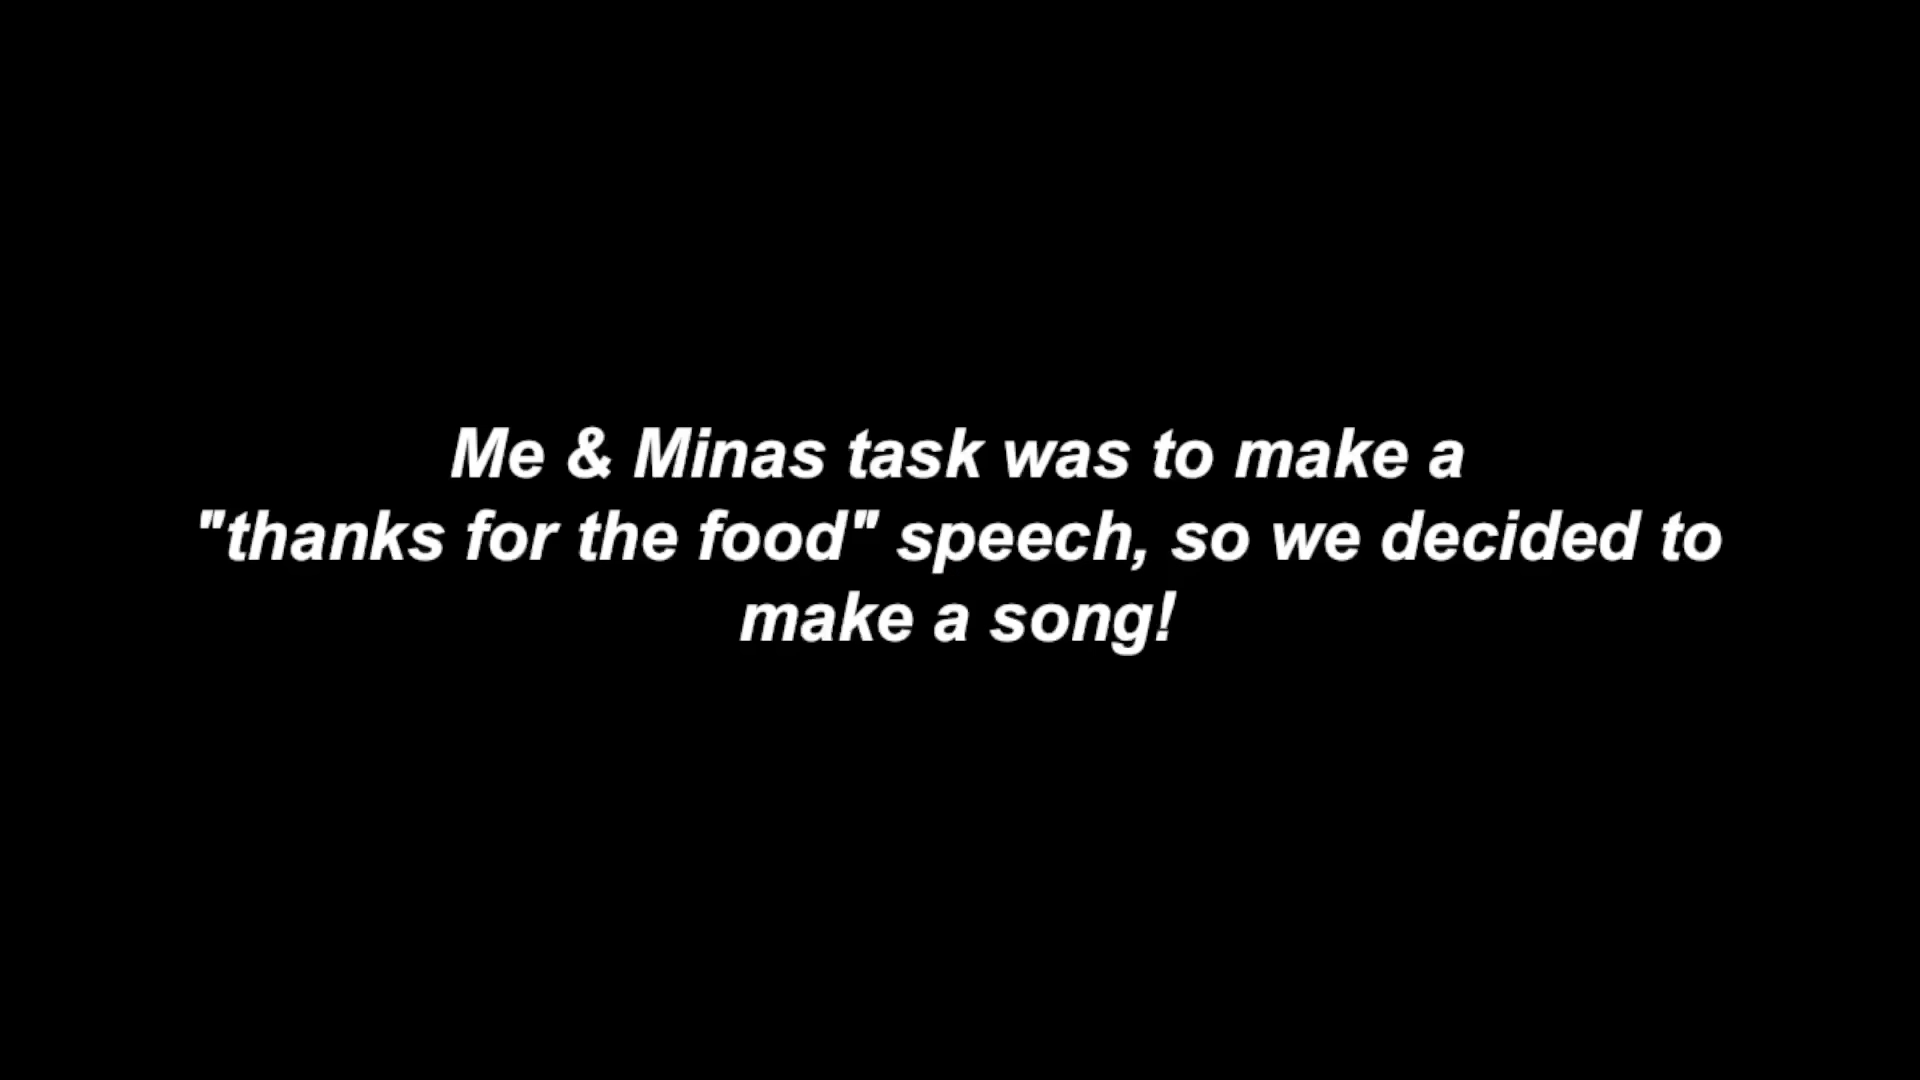 Me & Minas task was to make a
"thanks for the food" speech, so we decided to
make a song!